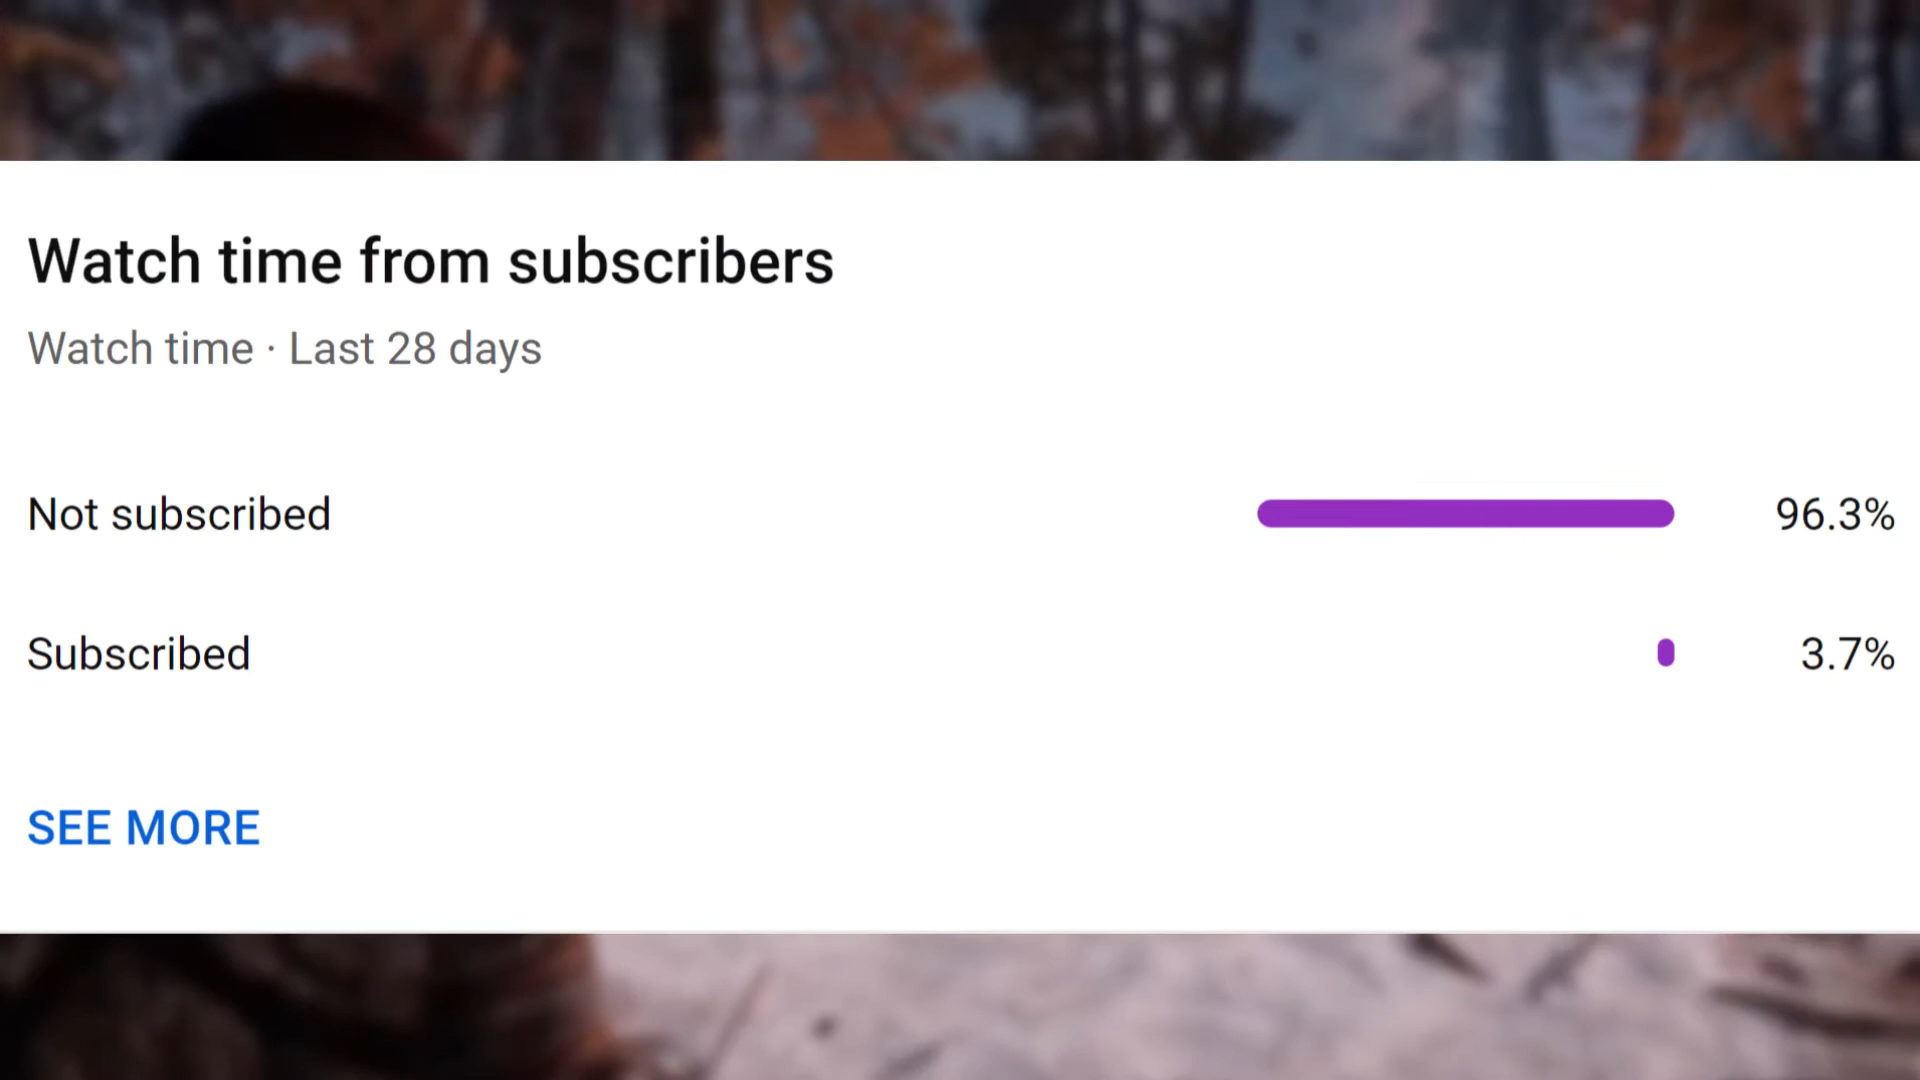 Watch time from subscribers
Watch time · Last 28 days
Not subscribed 96.3%
Subscribed 3.7%
SEE MORE